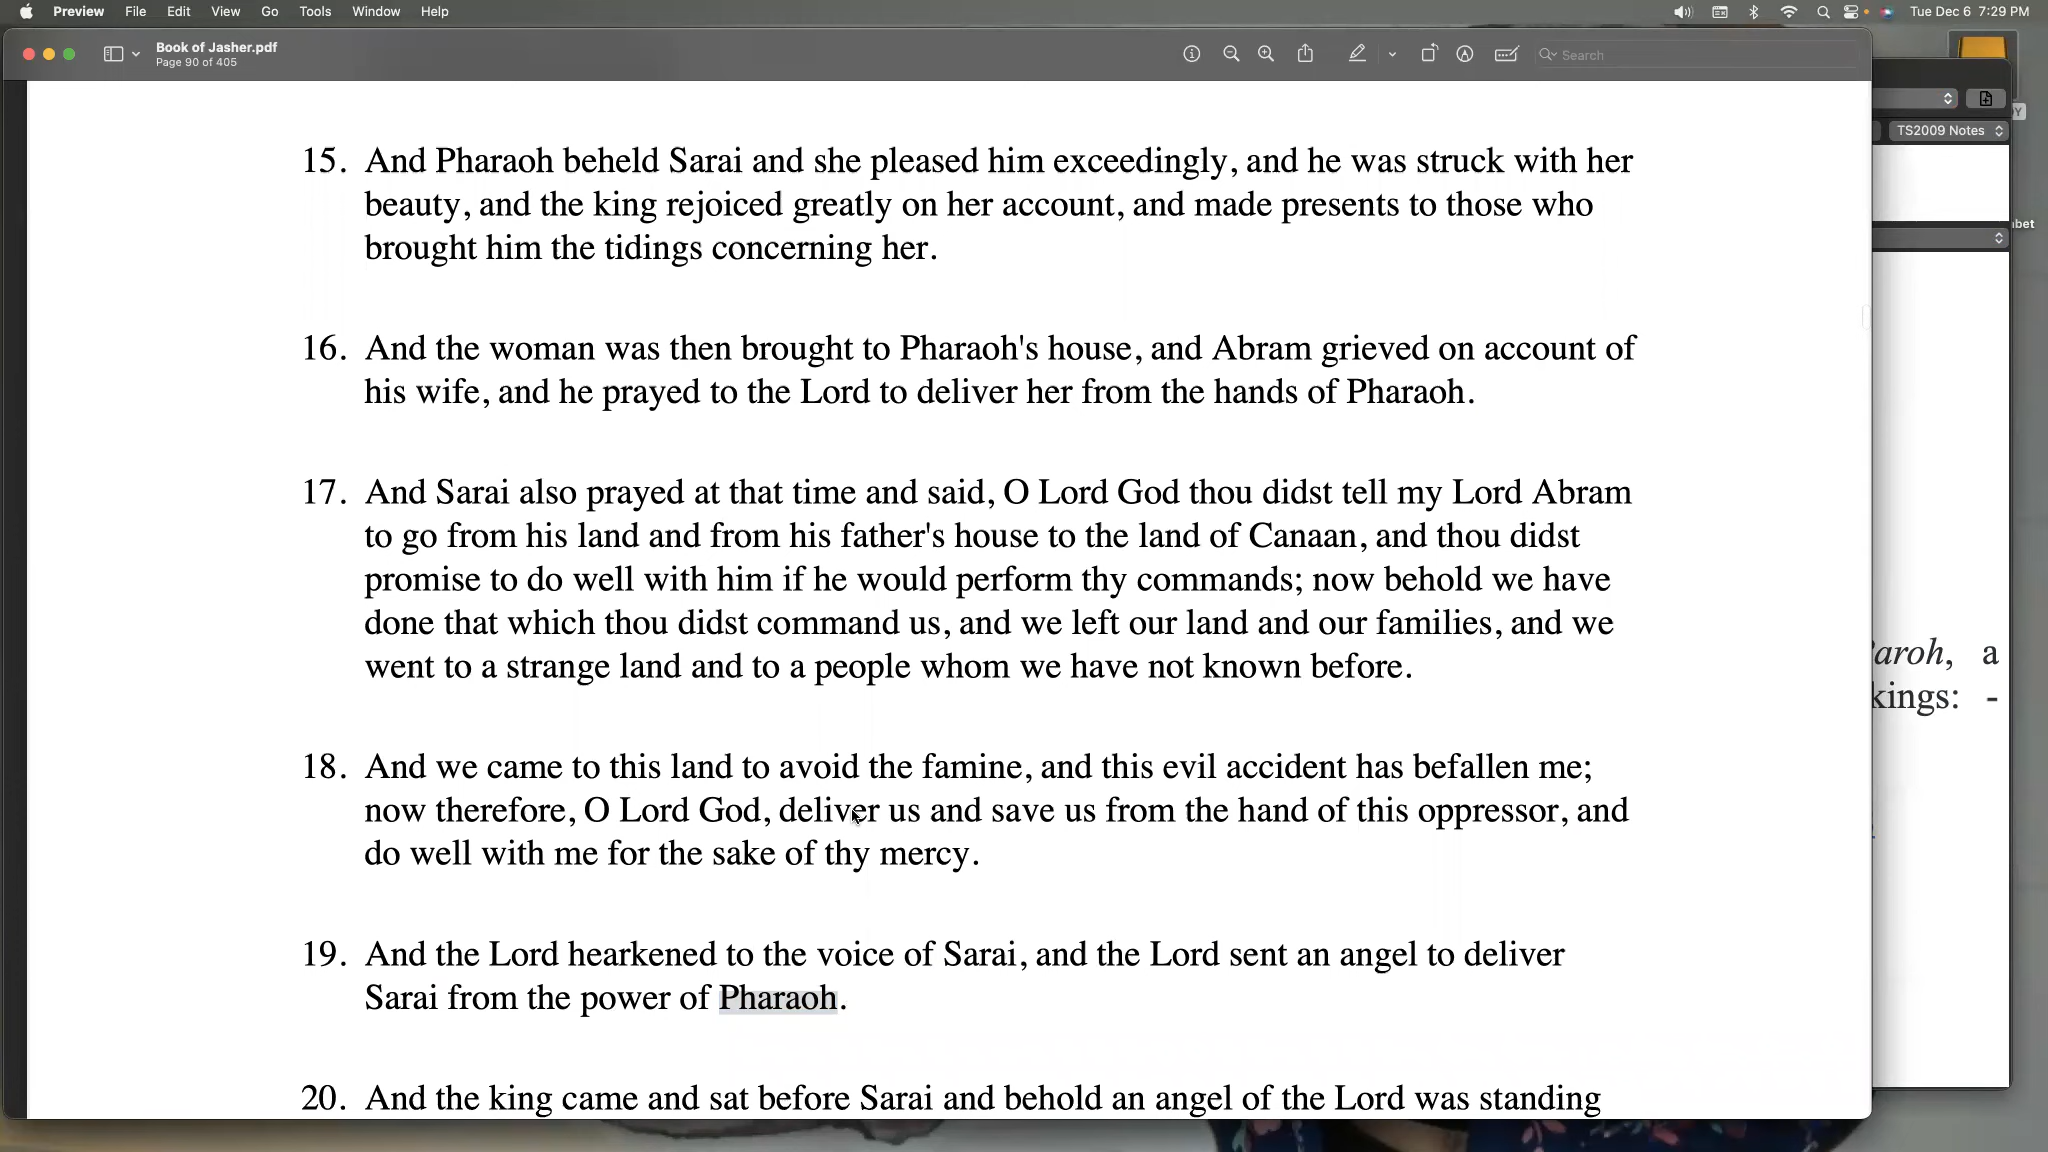 Preview File Edit View Go Tools Window Help
Tue Dec 6 7:29 PM
Book of Jasher.pdf
Page 90 of 405
Search
TS2009 Notes
15. And Pharaoh beheld Sarai and she pleased him exceedingly, and he was struck with her
beauty, and the king rejoiced greatly on her account, and made presents to those who
brought him the tidings concerning her.
16. And the woman was then brought to Pharaoh's house, and Abram grieved on account of
his wife, and he prayed to the Lord to deliver her from the hands of Pharaoh.
17. And Sarai also prayed at that time and said, O Lord God thou didst tell my Lord Abram
to go from his land and from his father's house to the land of Canaan, and thou didst
promise to do well with him if he would perform thy commands; now behold we have
done that which thou didst command us, and we left our land and our families, and we
went to a strange land and to a people whom we have not known before.
18. And we came to this land to avoid the famine, and this evil accident has befallen me;
now therefore, O Lord God, deliver us and save us from the hand of this oppressor, and
do well with me for the sake of thy mercy.
19. And the Lord hearkened to the voice of Sarai, and the Lord sent an angel to deliver
Sarai from the power of Pharaoh.
20. And the king came and sat before Sarai and behold an angel of the Lord was standing
aroh, a
kings: -